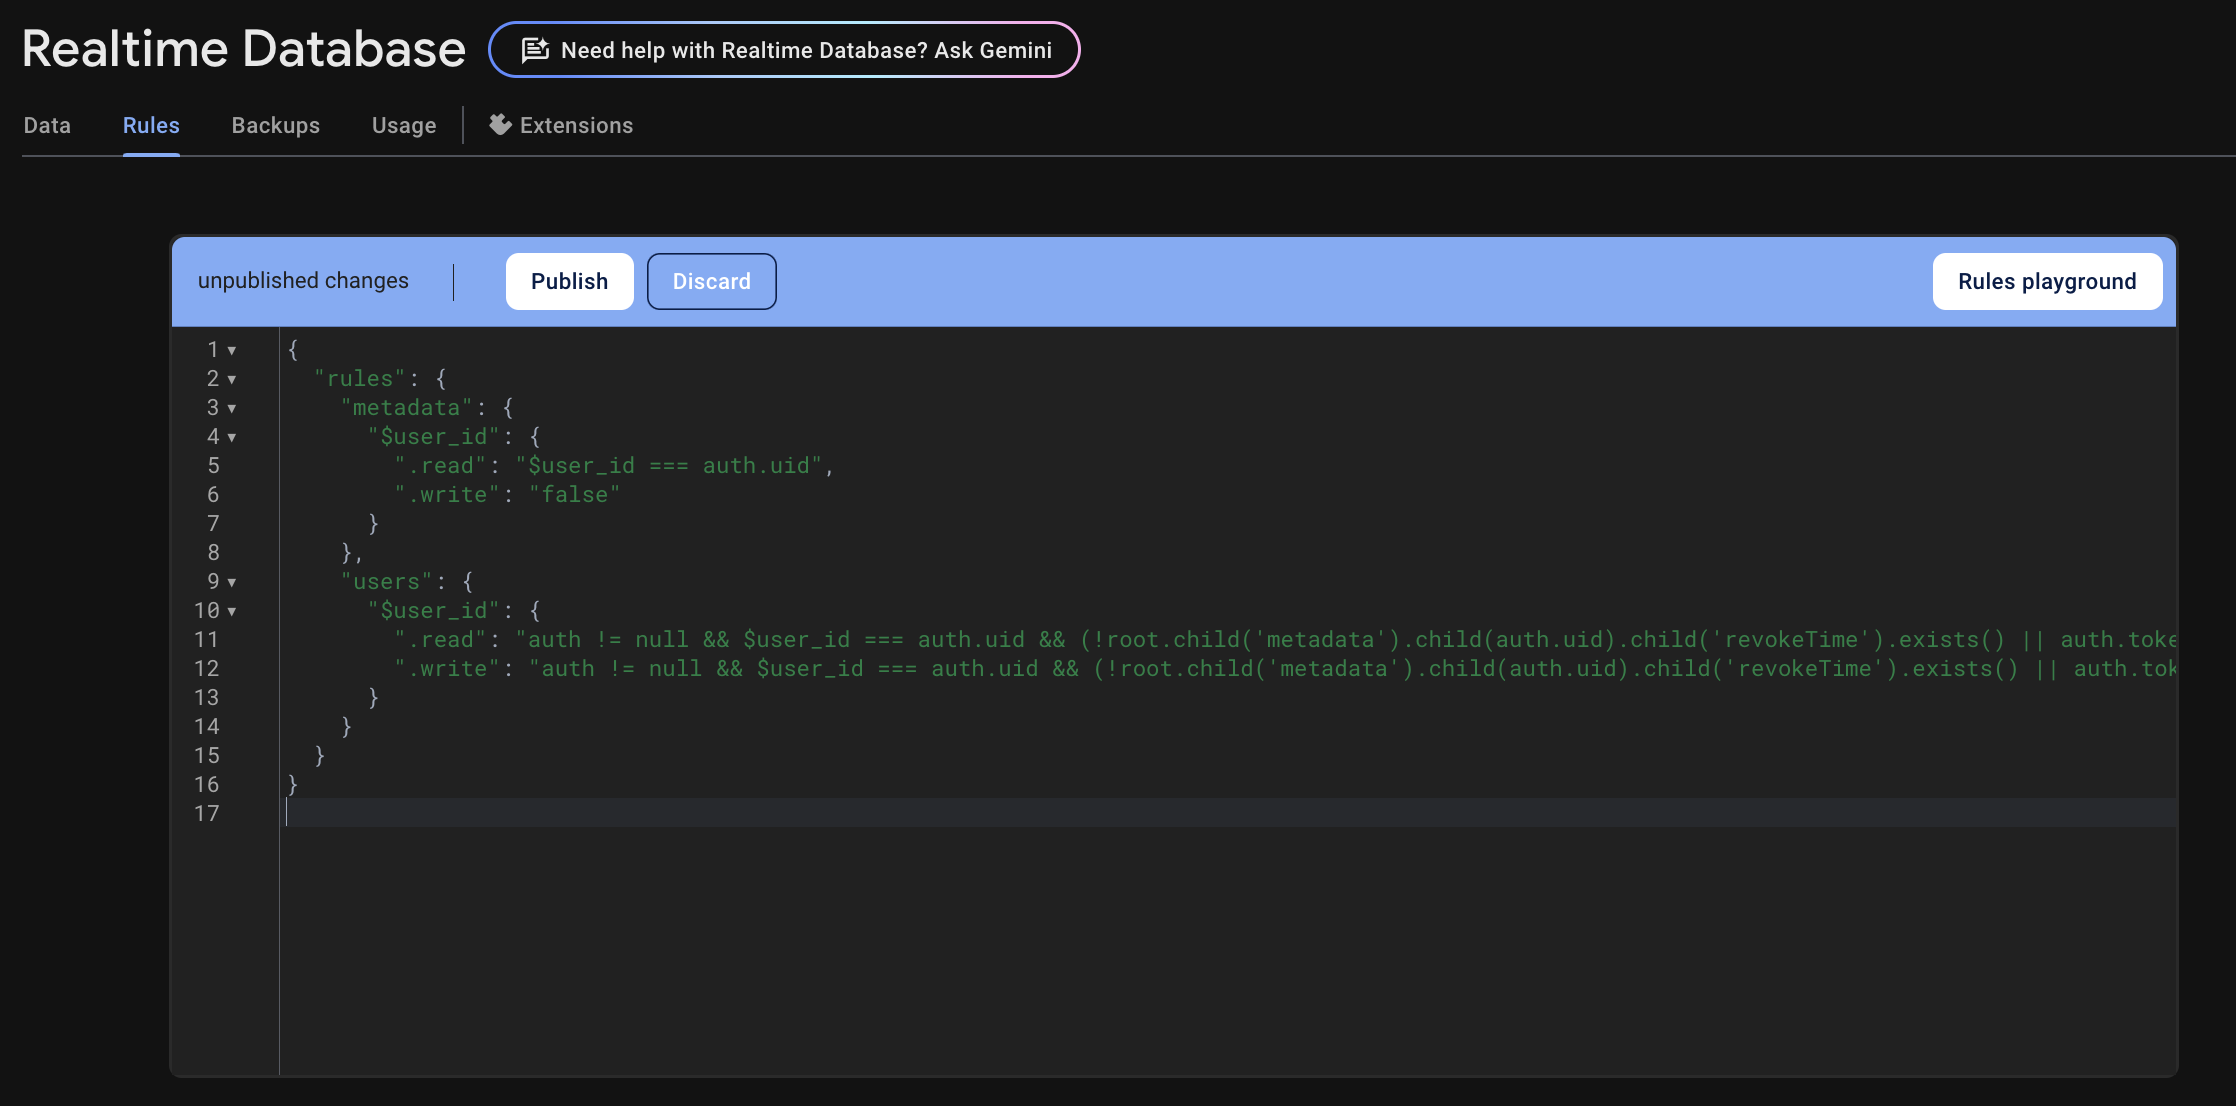 Realtime Database
Need help with Realtime Database? Ask Gemini
Data Rules Backups Usage Extensions
unpublished changes Publish Discard Rules playground
1 {
2 "rules": {
3 "metadata": {
4 "$user_id": {
5 ".read": "$user_id === auth.uid",
6 ".write": "false"
7 }
8 },
9 "users": {
10 "$user_id": {
11 ".read": "auth != null && $user_id === auth.uid && (!root.child('metadata').child(auth.uid).child('revokeTime').exists() || auth.toke
12 ".write": "auth != null && $user_id === auth.uid && (!root.child('metadata').child(auth.uid).child('revokeTime').exists() || auth.tok
13 }
14 }
15 }
16 }
17